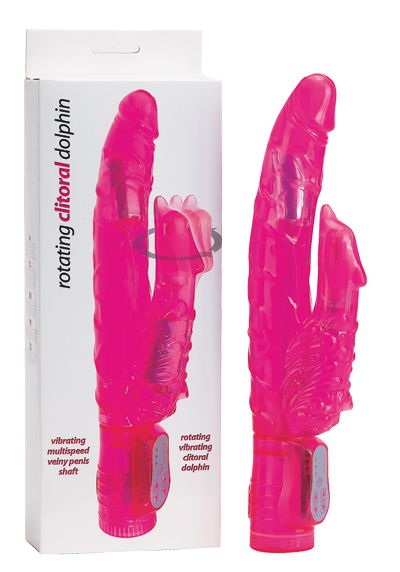 rotating clitoral dolphin
vibrating
multispeed
veiny penis
shaft
rotating
vibrating
clitoral
dolphin